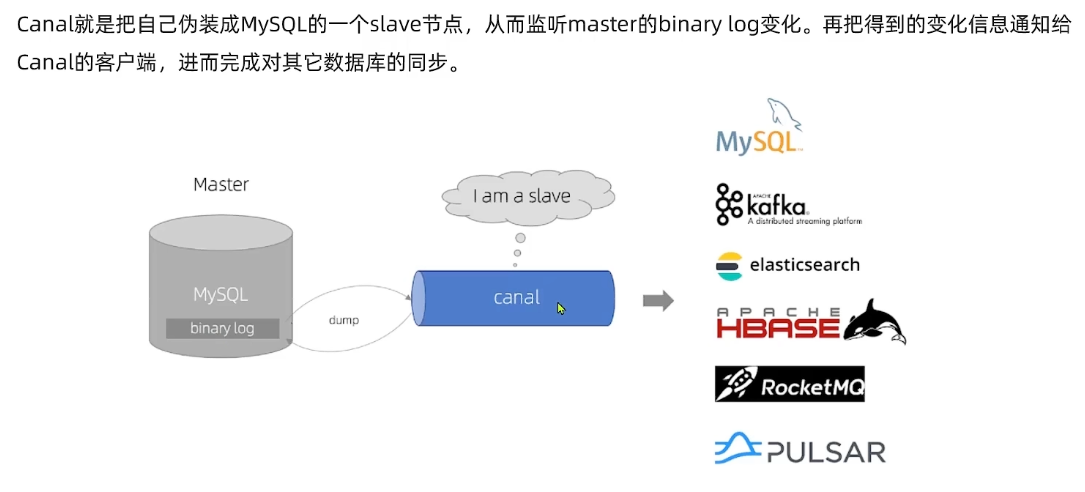 Canal就是把自己伪装成MySQL的一个slave节点，从而监听master的binary log变化。再把得到的变化信息通知给
Canal的客户端，进而完成对其它数据库的同步。
Master
MySQL
binary log
dump
I am a slave
canal
MySQL
APACHE
kafka
A distributed streaming platform
elasticsearch
APACHE
HBASE
RocketMQ
PULSAR